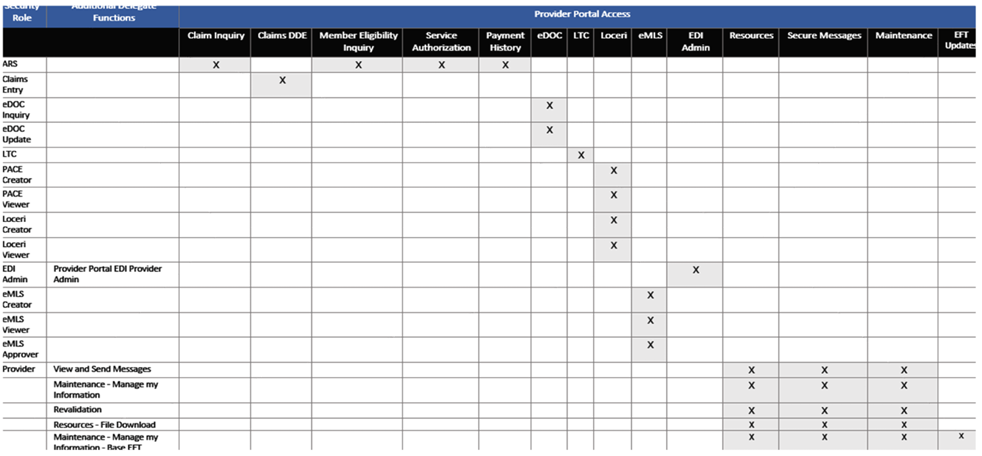 Security Role Additional Delegate Functions Provider Portal Access
Claim Inquiry Claims DDE Member Eligibility Inquiry Service Authorization Payment History eDOC LTC Loceri eMLS EDI Admin Resources Secure Messages Maintenance EFT Updates
ARS X X X X
Claims Entry X
eDOC Inquiry X
eDOC Update X
LTC X
PACE Creator X
PACE Viewer X
Loceri Creator X
Loceri Viewer X
EDI Admin Provider Portal EDI Provider Admin X
eMLS Creator X
eMLS Viewer X
eMLS Approver X
Provider View and Send Messages X X X
Maintenance - Manage my Information X X X
Revalidation X X X
Resources - File Download X X X
Maintenance - Manage my Information - Base EFT X X X X